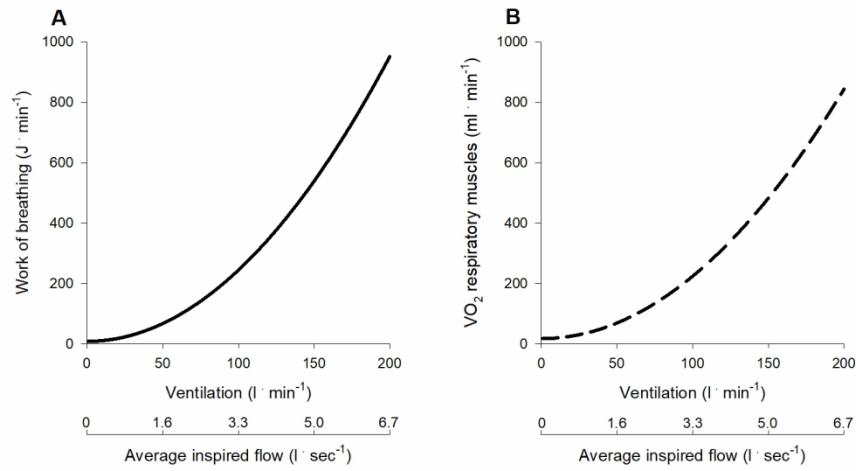 A
1000
800
600
400
200
0
Work of breathing (J · min⁻¹)
0 50 100 150 200
Ventilation (l · min⁻¹)
0 1.6 3.3 5.0 6.7
Average inspired flow (l · sec⁻¹)
B
1000
800
600
400
200
0
VO₂ respiratory muscles (ml · min⁻¹)
0 50 100 150 200
Ventilation (l · min⁻¹)
0 1.6 3.3 5.0 6.7
Average inspired flow (l · sec⁻¹)